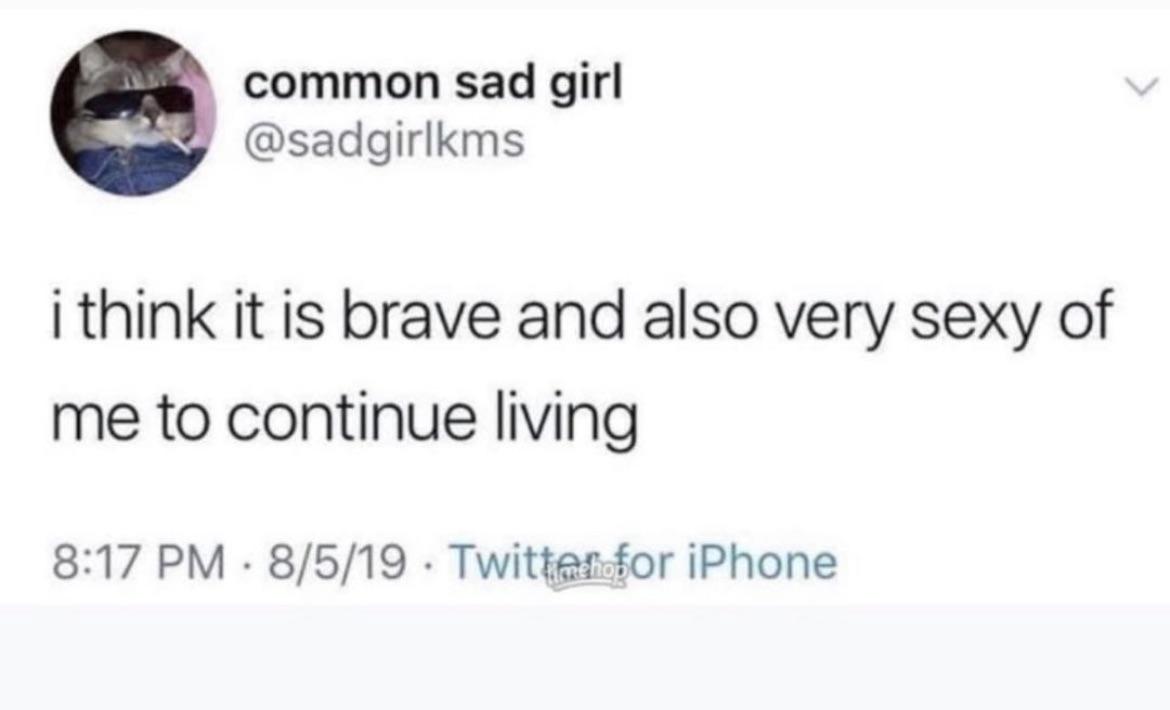 common sad girl
@sadgirlkms
i think it is brave and also very sexy of
me to continue living
8:17 PM · 8/5/19 · Twitter for iPhone
timehop